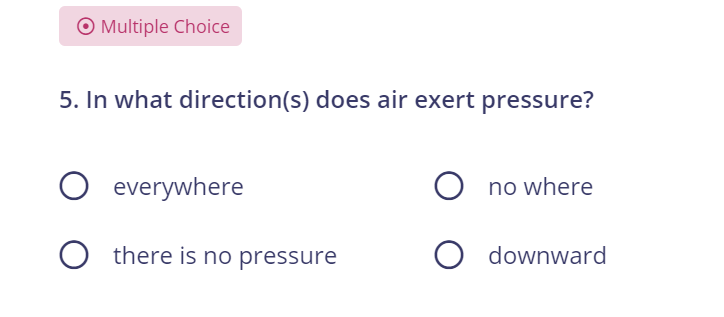 Multiple Choice
5. In what direction(s) does air exert pressure?
everywhere
no where
there is no pressure
downward